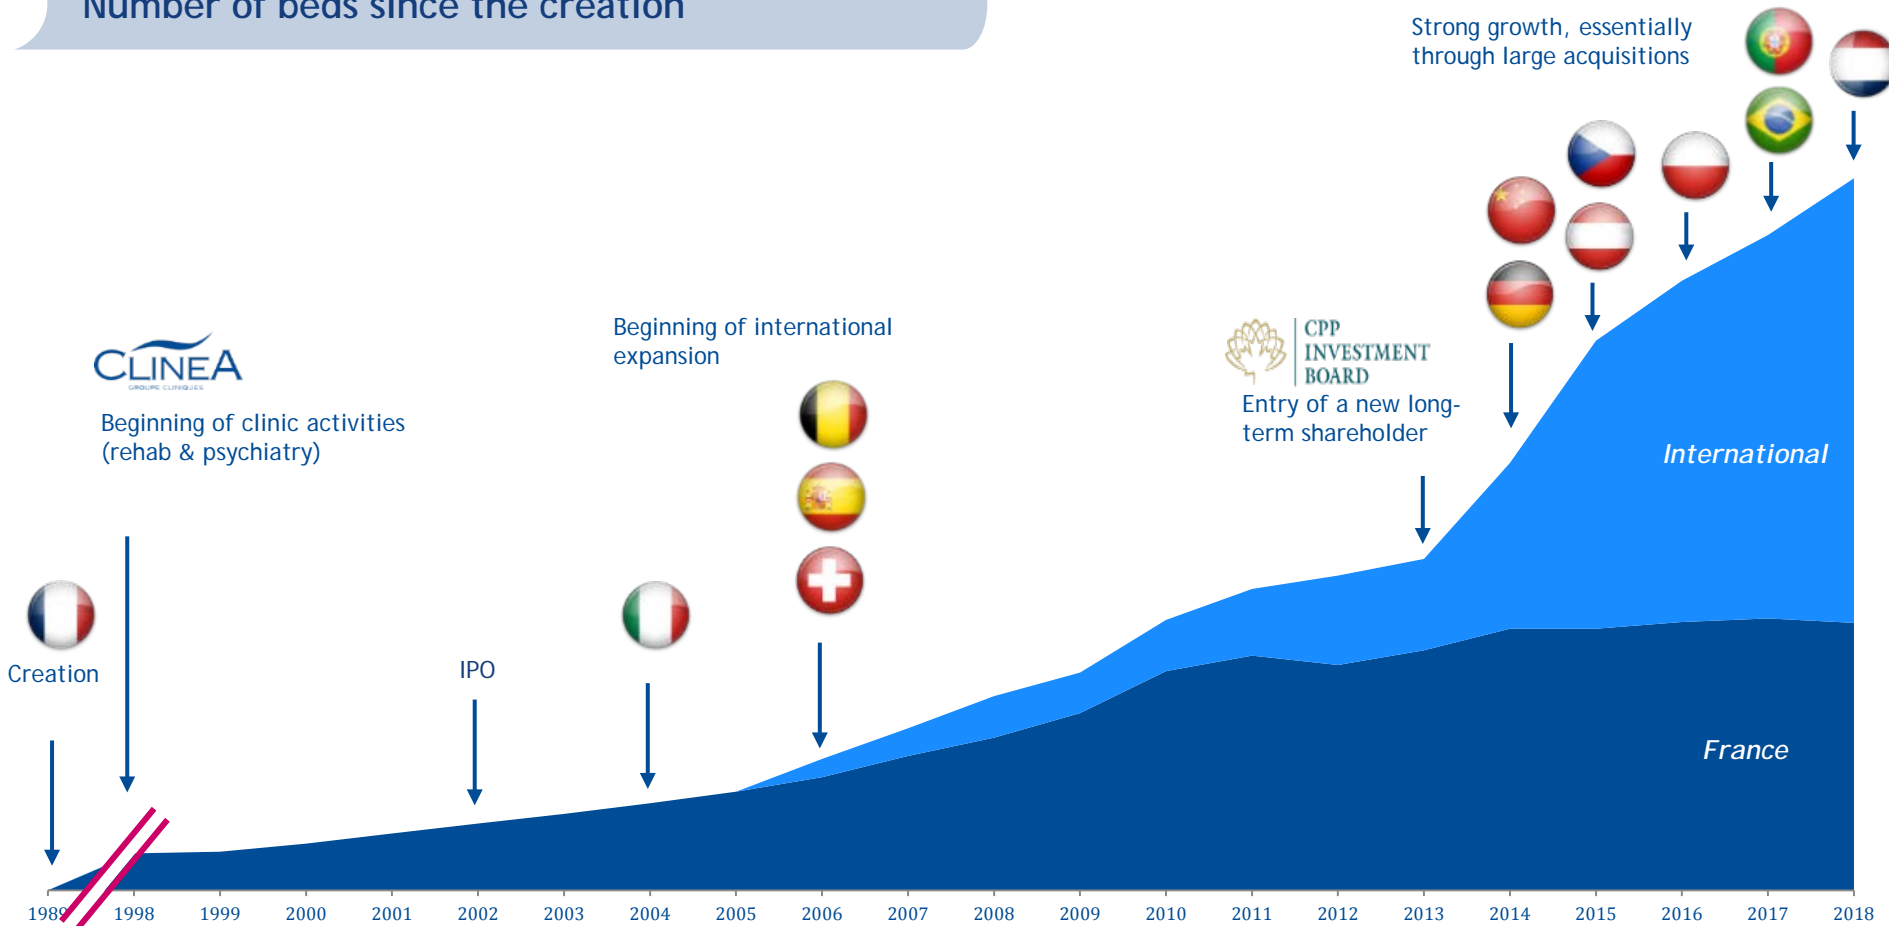 Number of beds since the creation
Strong growth, essentially
through large acquisitions
CLINEA
GROUPE CLINIQUES
Beginning of clinic activities
(rehab & psychiatry)
Beginning of international
expansion
CPP
INVESTMENT
BOARD
Entry of a new long-
term shareholder
International
Creation
IPO
France
1989 1998 1999 2000 2001 2002 2003 2004 2005 2006 2007 2008 2009 2010 2011 2012 2013 2014 2015 2016 2017 2018